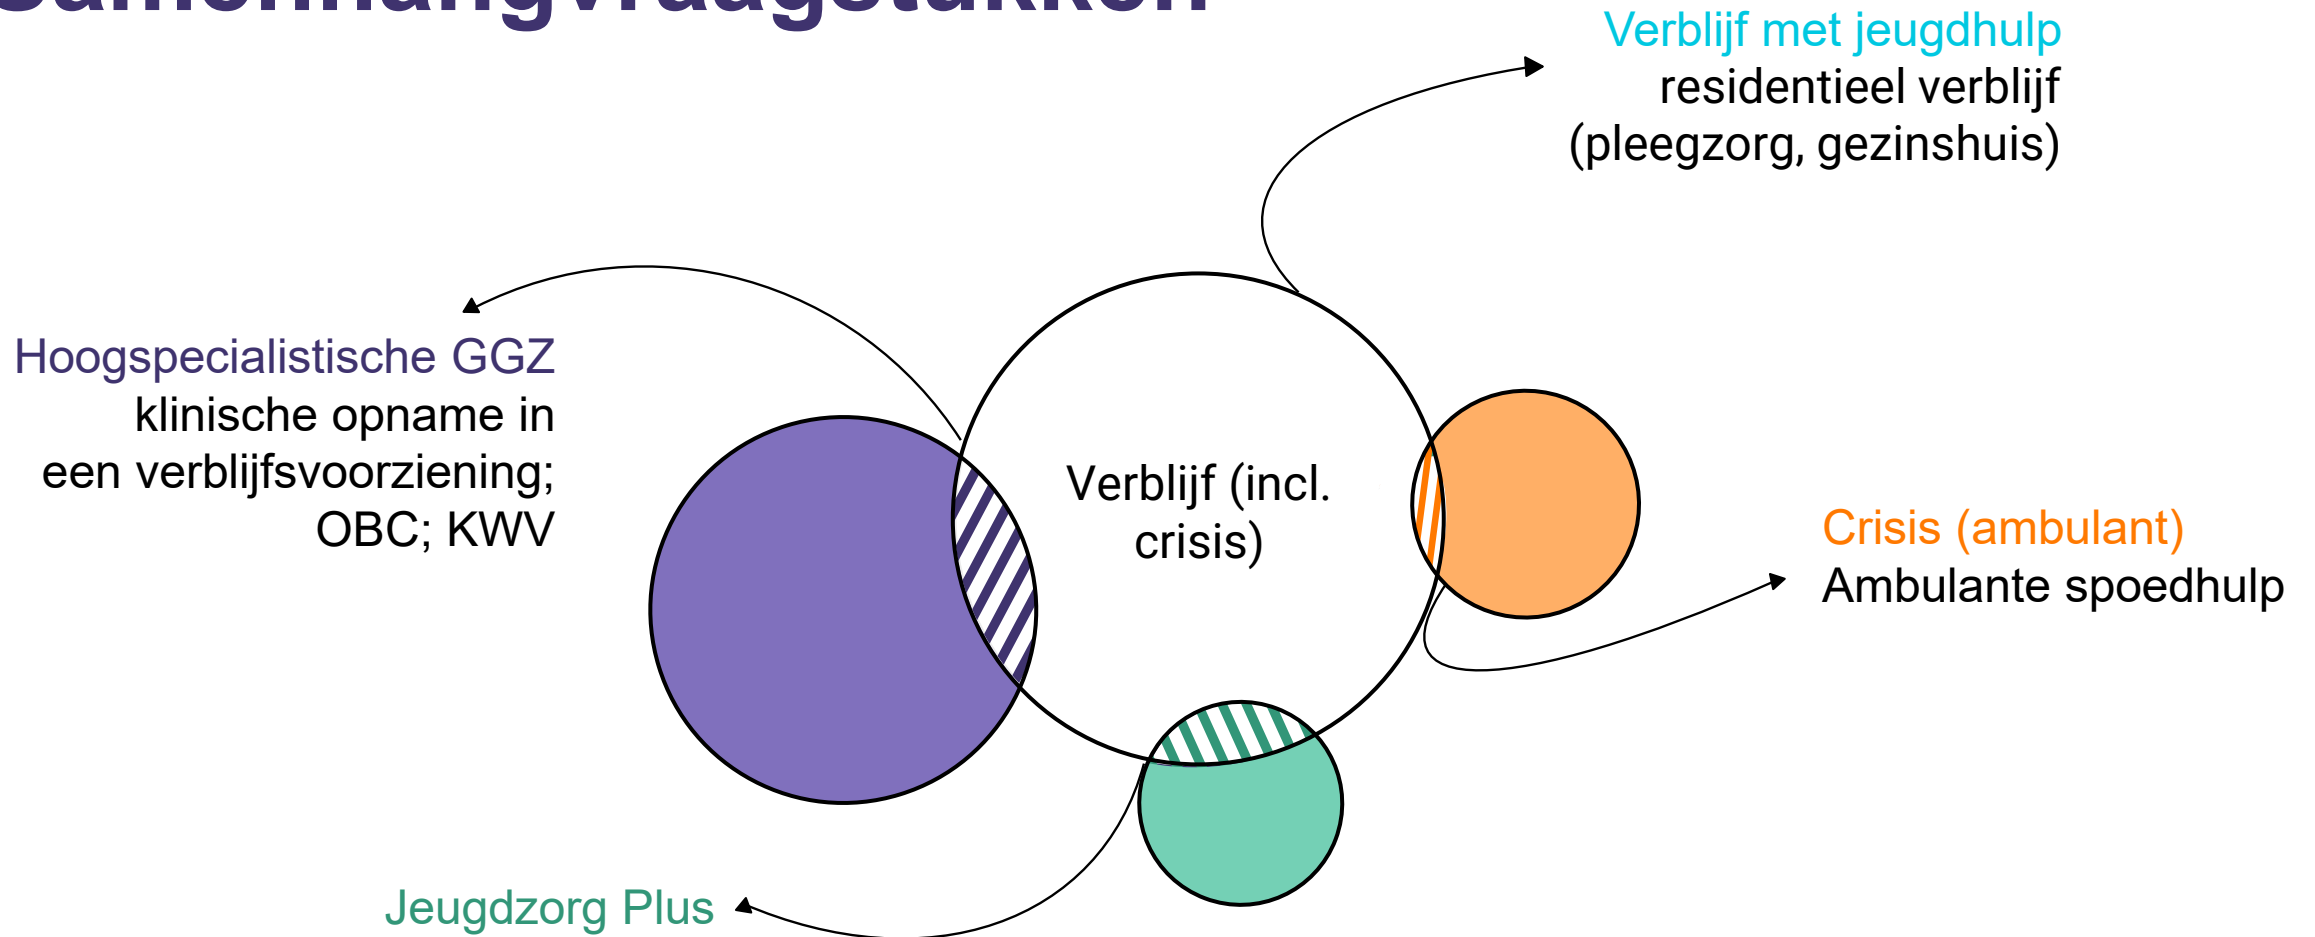 Samenhangvraagstukken
Verblijf met jeugdhulp
residentieel verblijf
(pleegzorg, gezinshuis)
Hoogspecialistische GGZ
klinische opname in
een verblijfsvoorziening;
OBC; KWV
Verblijf (incl.
crisis)
Crisis (ambulant)
Ambulante spoedhulp
Jeugdzorg Plus